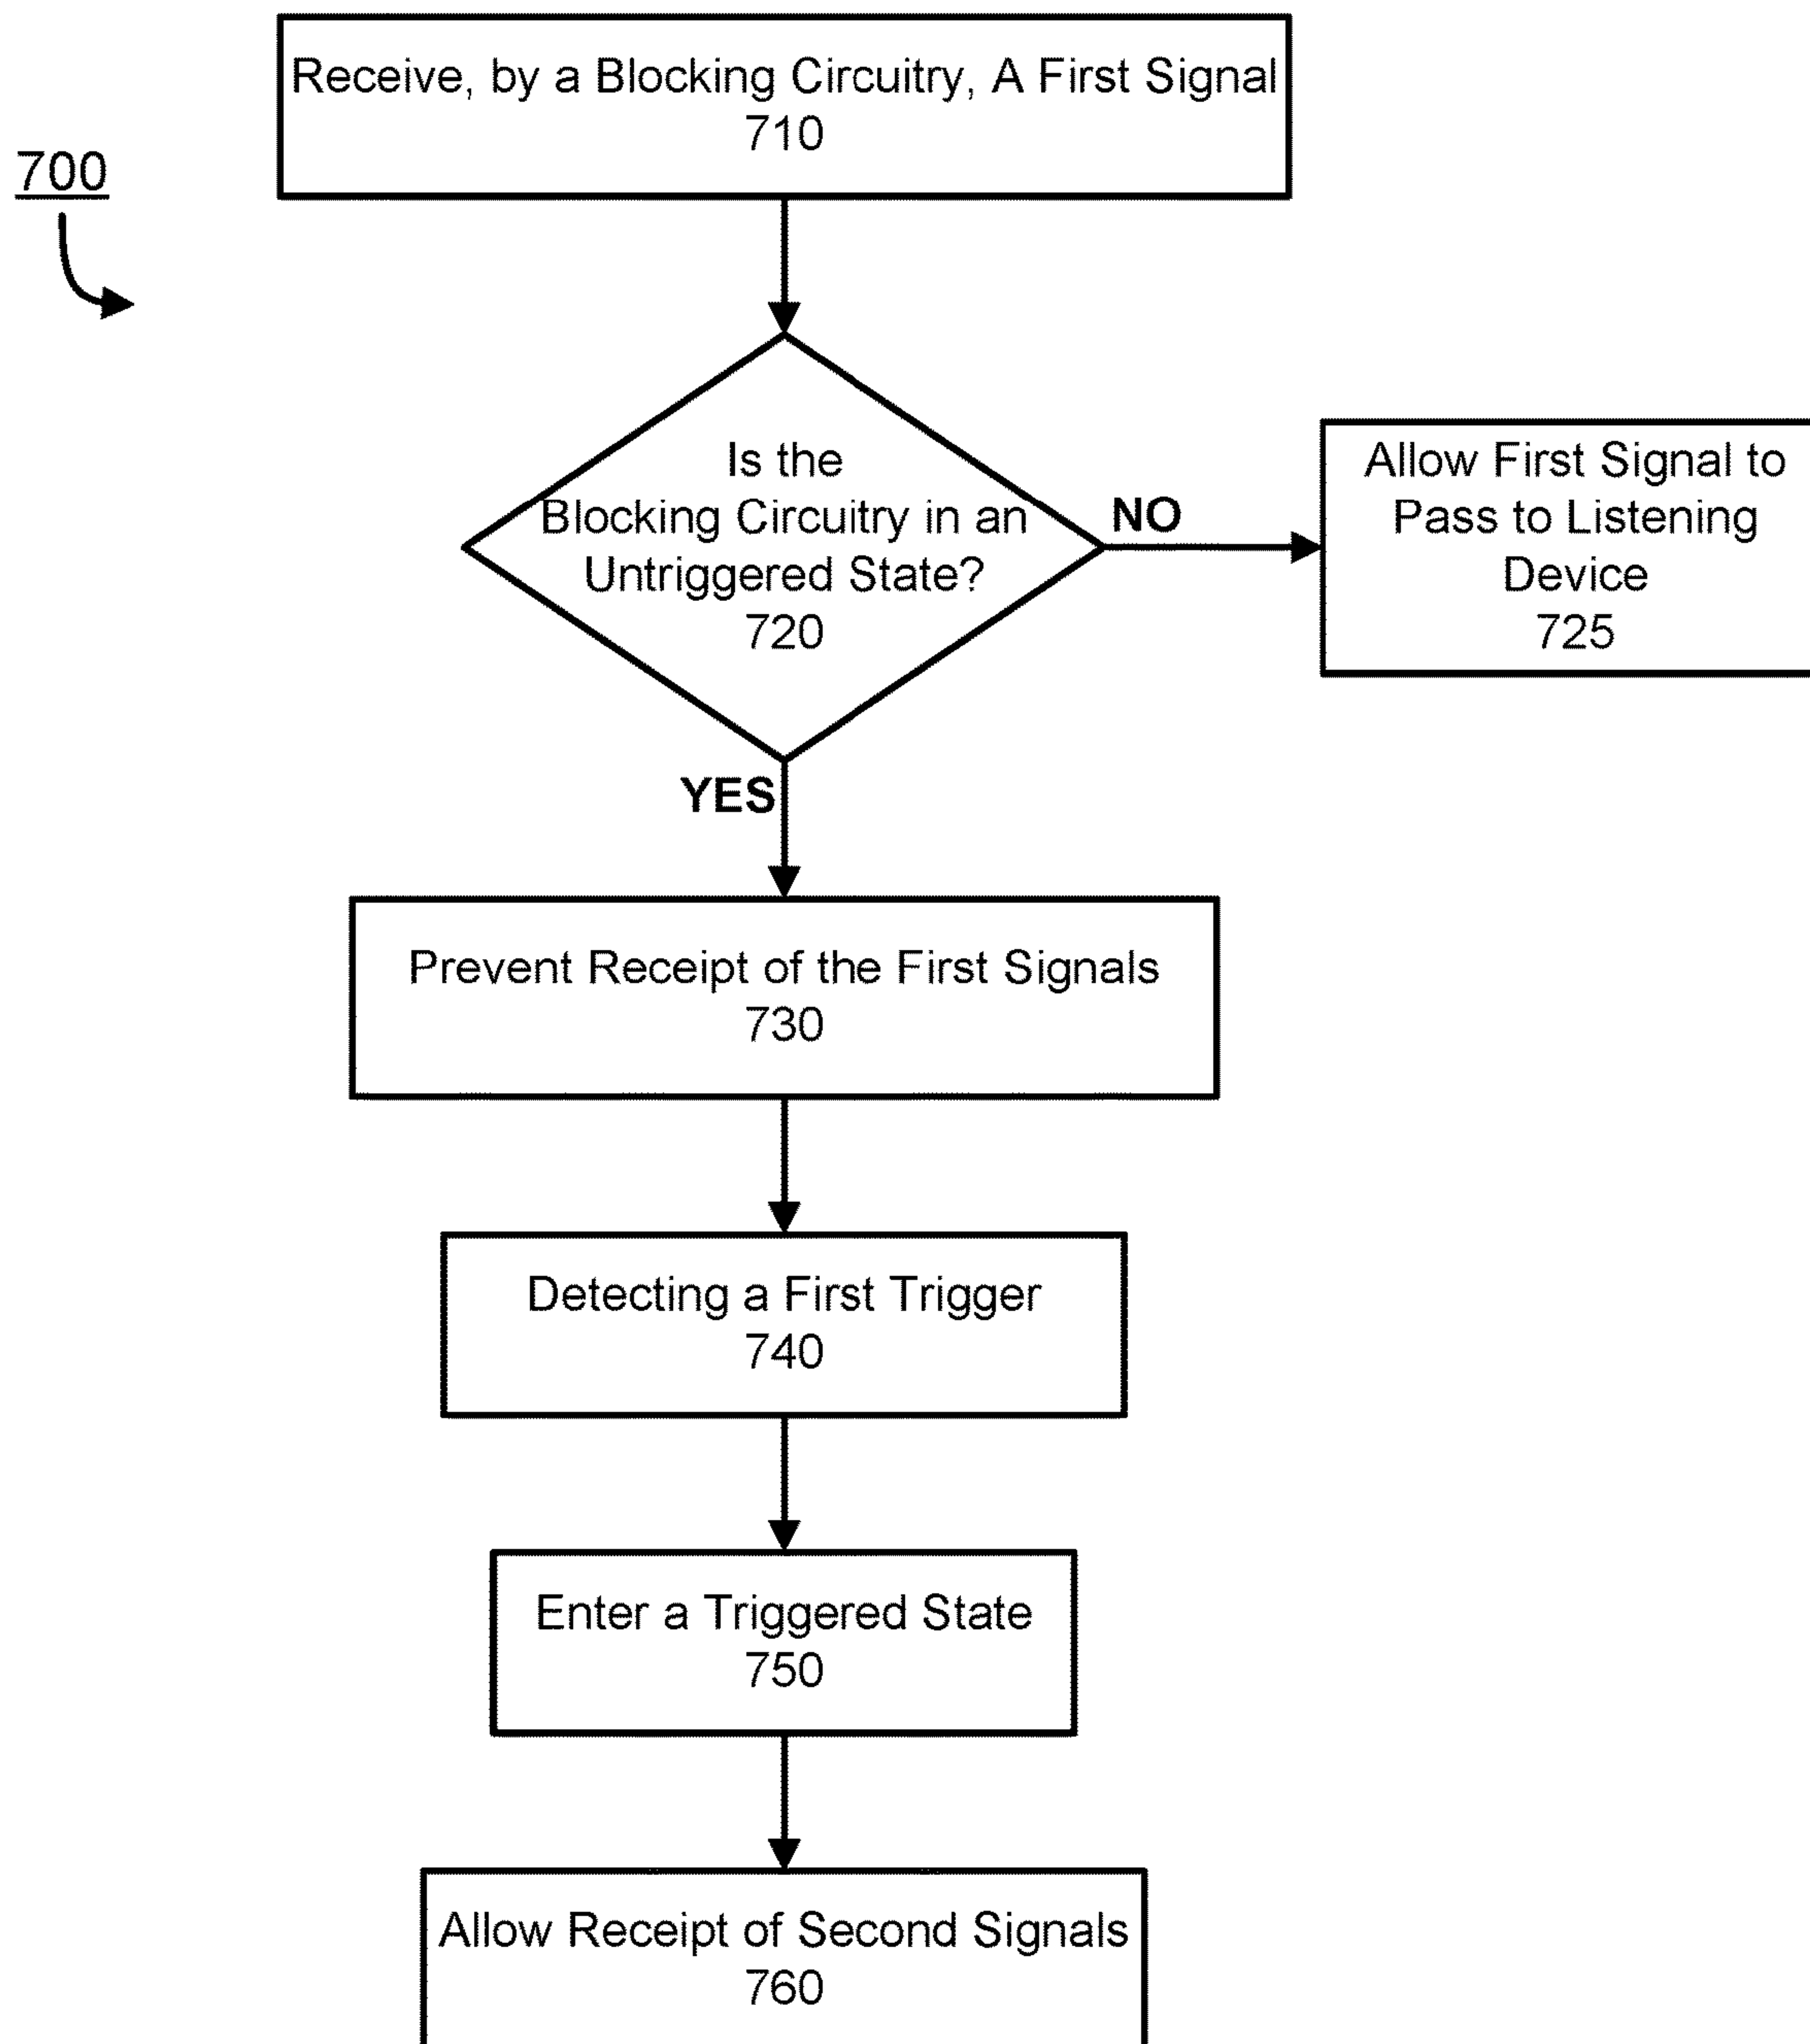 Receive, by a Blocking Circuitry, A First Signal
710
700
Is the
Blocking Circuitry in an
Untriggered State?
720
NO
Allow First Signal to
Pass to Listening
Device
725
YES
Prevent Receipt of the First Signals
730
Detecting a First Trigger
740
Enter a Triggered State
750
Allow Receipt of Second Signals
760